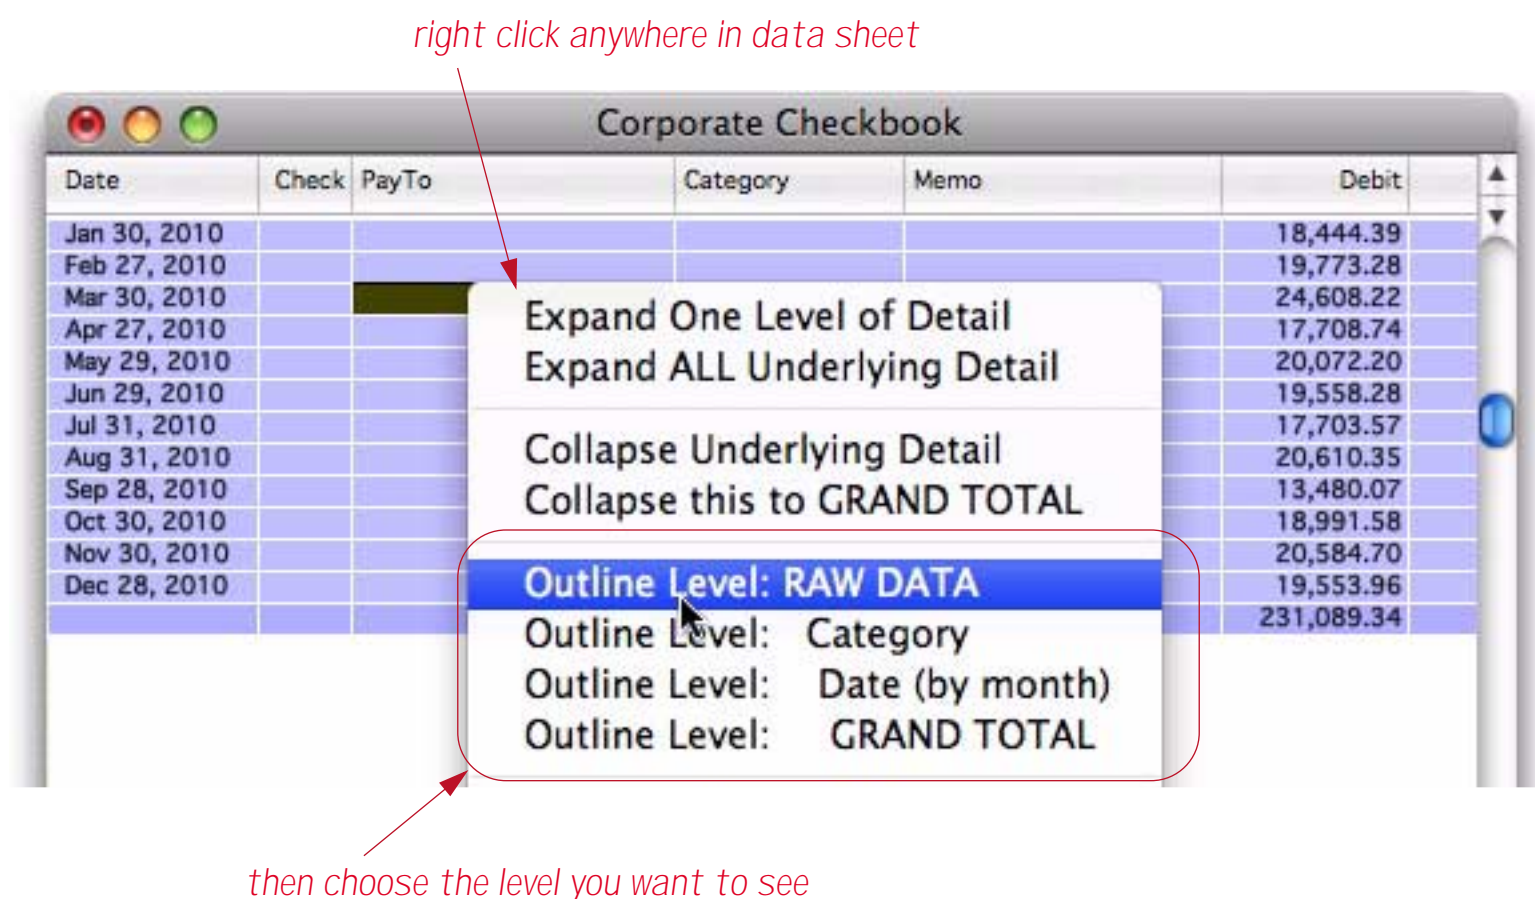 right click anywhere in data sheet
Corporate Checkbook
Date Check PayTo Category Memo Debit
Jan 30, 2010 18,444.39
Feb 27, 2010 19,773.28
Mar 30, 2010 24,608.22
Apr 27, 2010 17,708.74
May 29, 2010 20,072.20
Jun 29, 2010 19,558.28
Jul 31, 2010 17,703.57
Aug 31, 2010 20,610.35
Sep 28, 2010 13,480.07
Oct 30, 2010 18,991.58
Nov 30, 2010 20,584.70
Dec 28, 2010 19,553.96
231,089.34
Expand One Level of Detail
Expand ALL Underlying Detail
Collapse Underlying Detail
Collapse this to GRAND TOTAL
Outline Level: RAW DATA
Outline Level: Category
Outline Level: Date (by month)
Outline Level: GRAND TOTAL
then choose the level you want to see